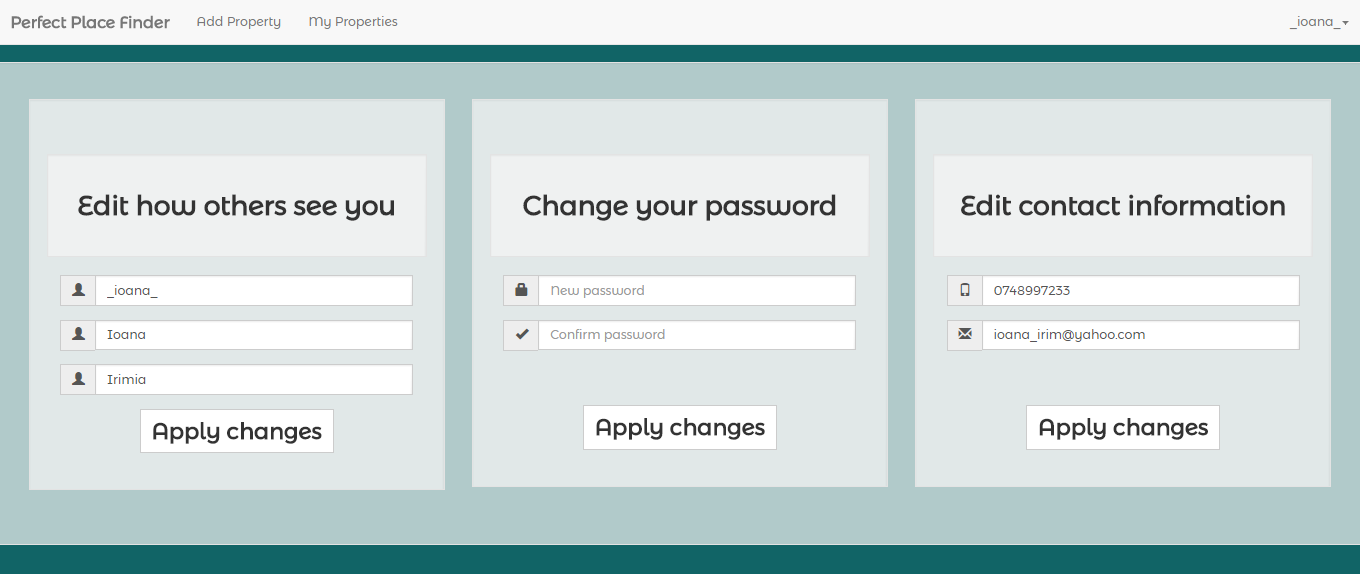 Perfect Place Finder Add Property My Properties _ioana_
Edit how others see you
_ioana_
Ioana
Irimia
Apply changes
Change your password
New password
Confirm password
Apply changes
Edit contact information
0748997233
ioana_irim@yahoo.com
Apply changes